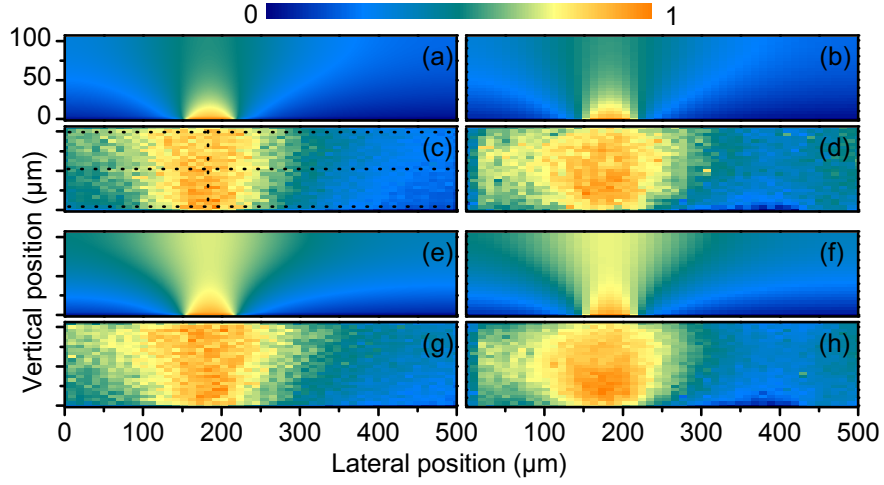 0 1
100
50
0
(a) (b)
(c) (d)
(e) (f)
(g) (h)
Vertical position (µm)
0 100 200 300 400 500 100 200 300 400 500
Lateral position (µm)